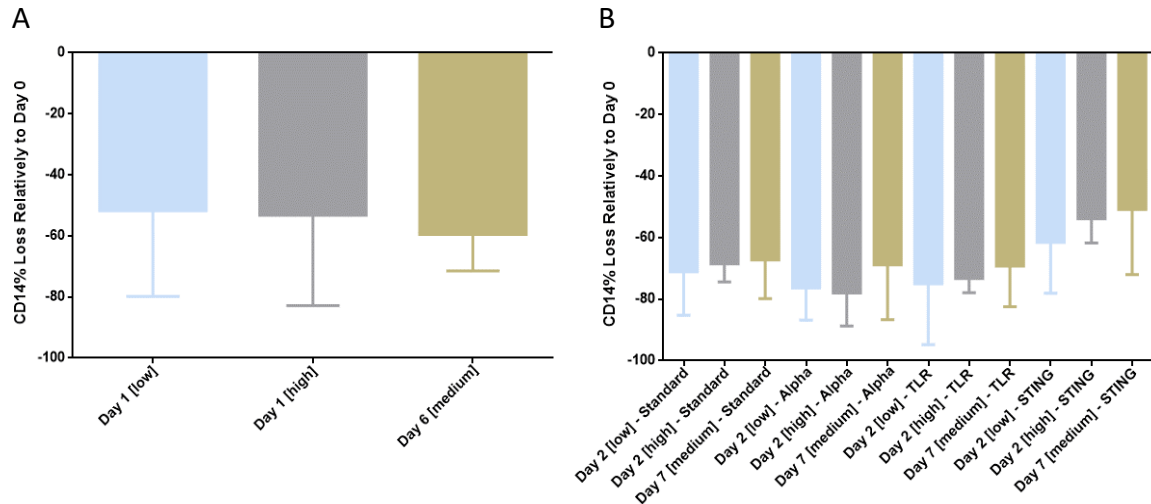 A
CD14% Loss Relatively to Day 0
0
-20
-40
-60
-80
-100
Day 1 [low]
Day 1 [high]
Day 6 [medium]
B
CD14% Loss Relatively to Day 0
0
-20
-40
-60
-80
-100
Day 2 [low] - Standard
Day 2 [high] - Standard
Day 7 [medium] - Standard
Day 2 [low] - Alpha
Day 2 [high] - Alpha
Day 7 [medium] - Alpha
Day 2 [low] - TLR
Day 2 [high] - TLR
Day 7 [medium] - TLR
Day 2 [low] - STING
Day 2 [high] - STING
Day 7 [medium] - STING